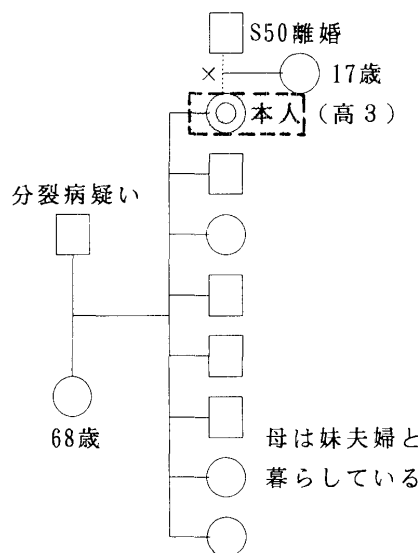 S50離婚
×
17歳
本人(高3)
分裂病疑い
68歳
母は妹夫婦と
暮らしている